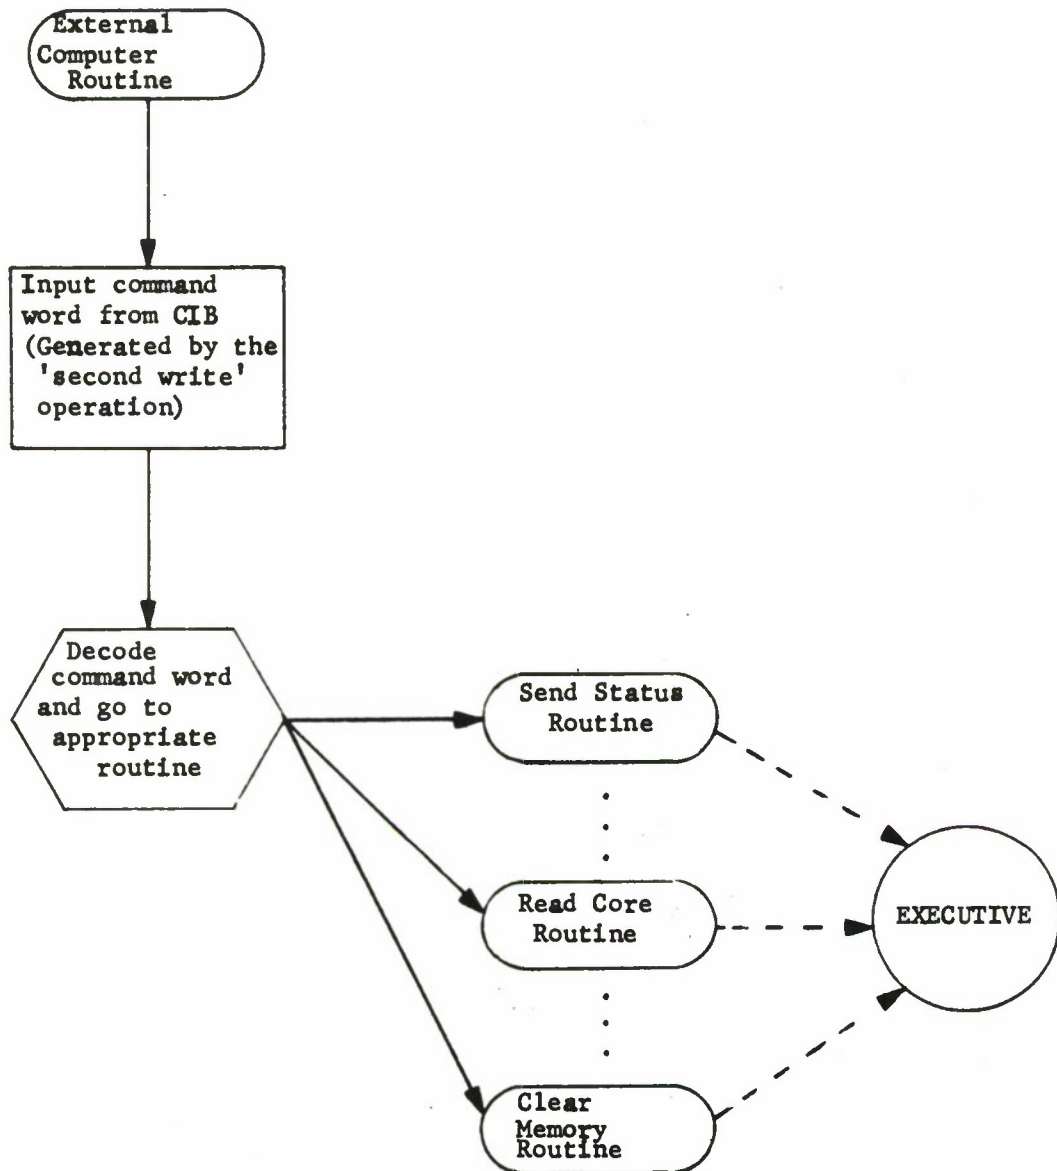 External
Computer
Routine
Input command
word from CIB
(Generated by the
'second write'
operation)
Decode
command word
and go to
appropriate
routine
Send Status
Routine
Read Core
Routine
EXECUTIVE
Clear
Memory
Routine